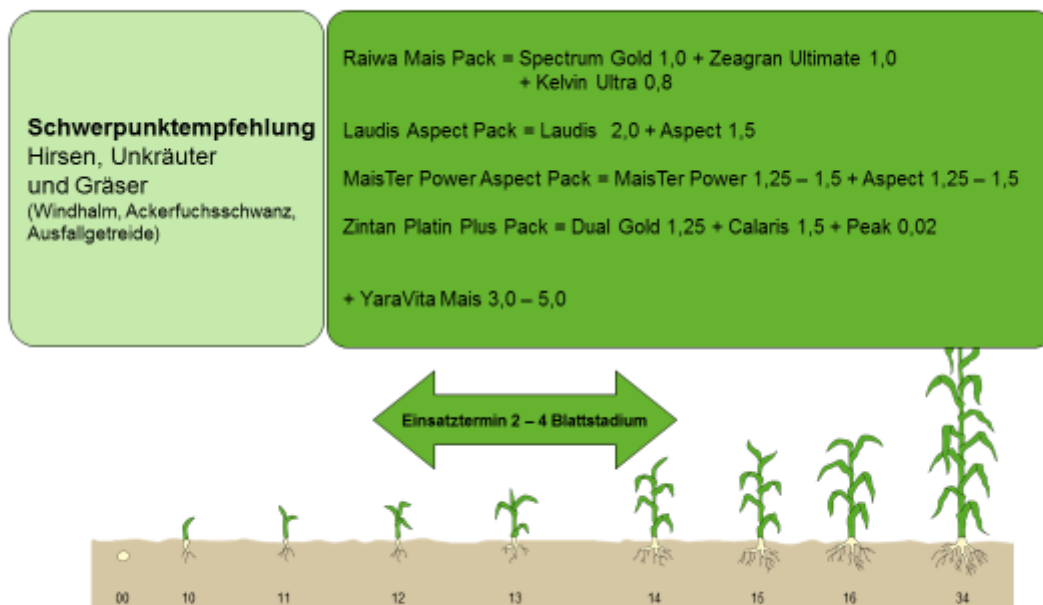 Schwerpunktempfehlung
Hirsen, Unkräuter
und Gräser
(Windhalm, Ackerfuchsschwanz,
Ausfallgetreide)
Raiwa Mais Pack = Spectrum Gold 1,0 + Zeagran Ultimate 1,0
+ Kelvin Ultra 0,8
Laudis Aspect Pack = Laudis 2,0 + Aspect 1,5
MaisTer Power Aspect Pack = MaisTer Power 1,25 – 1,5 + Aspect 1,25 – 1,5
Zintan Platin Plus Pack = Dual Gold 1,25 + Calaris 1,5 + Peak 0,02
+ YaraVita Mais 3,0 – 5,0
Einsatztermin 2 – 4 Blattstadium
00 10 11 12 13 14 15 16 34